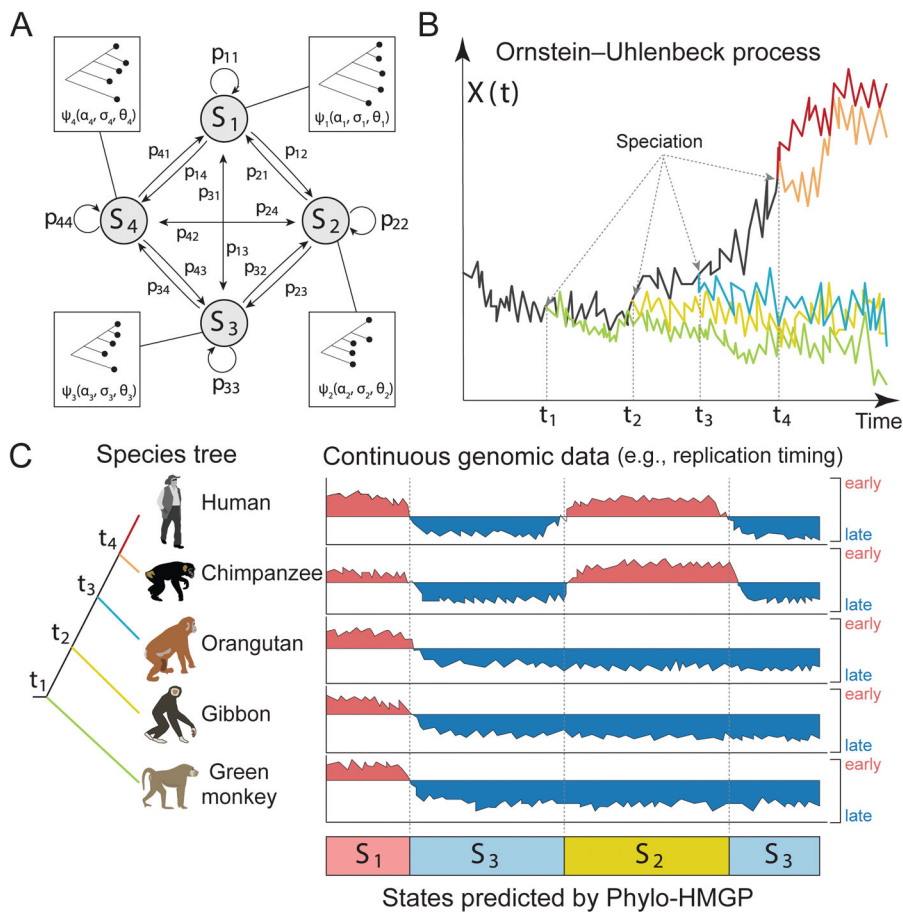 A
p11
S1
ψ4(α4, σ4, θ4)
ψ1(α1, σ1, θ1)
p41
p12
p14
p21
p31
p24
p44
S4
S2
p22
p42
p13
p43
p32
p34
p23
S3
ψ3(α3, σ3, θ3)
ψ2(α2, σ2, θ2)
p33
B
Ornstein–Uhlenbeck process
X(t)
Speciation
t1
t2
t3
t4
Time
C
Species tree
Human
Chimpanzee
Orangutan
Gibbon
Green
monkey
t4
t3
t2
t1
Continuous genomic data (e.g., replication timing)
early
late
early
late
early
late
early
late
early
late
S1
S3
S2
S3
States predicted by Phylo-HMGP